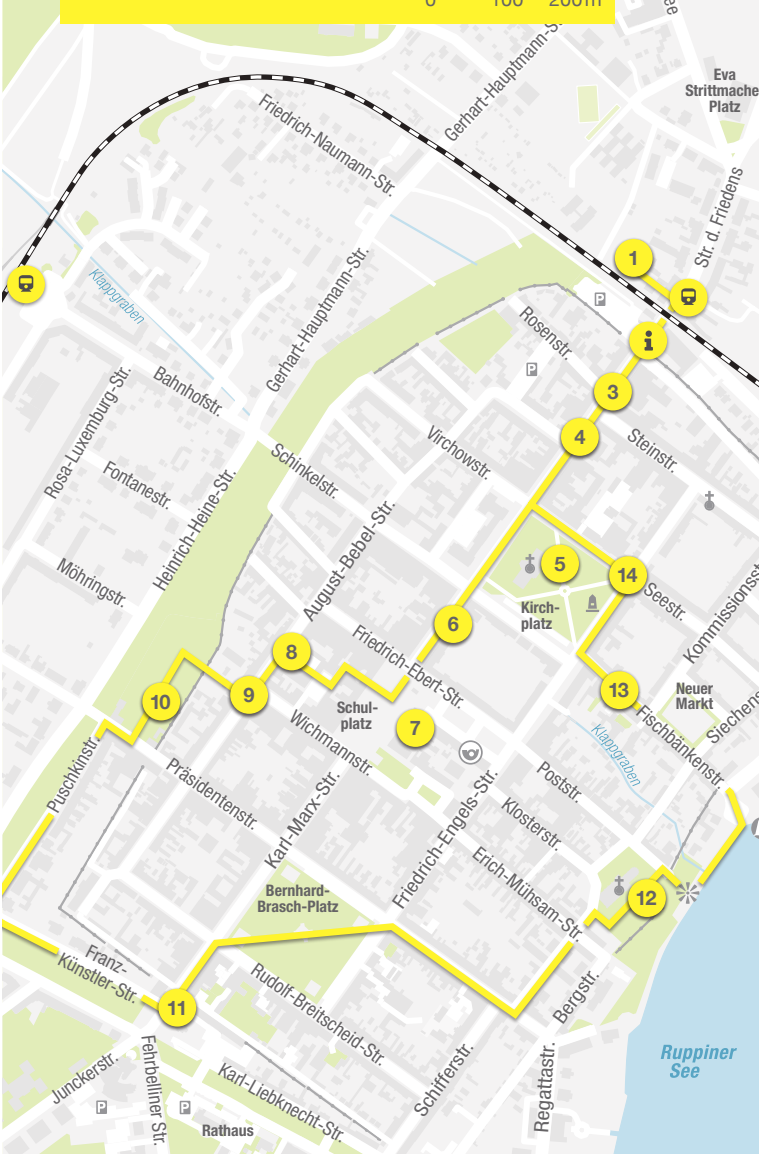 0 100 200m
Gerhart-Hauptmann-S
Eva
Strittmache
Platz
Friedrich-Naumann-Str.
Str. d. Friedens
1
Klappgraben
Gerhart-Hauptmann-Str.
P
Rosenstr.
i
P
3
Rosa-Luxemburg-Str.
Bahnhofstr.
4
Virchowstr.
Steinstr.
Schinkelstr.
Fontanestr.
Heinrich-Heine-Str.
August-Bebel-Str.
5
14
Möhringstr.
Kirch-
platz
Seestr.
Kommissionsst
6
Friedrich-Ebert-Str.
8
9
10
13
Neuer
Markt
Schul-
platz
7
Wichmannstr.
Fischbänkenstr.
Siechens
Klappgraben
Puschkinstr.
Präsidentenstr.
Karl-Marx-Str.
Poststr.
Klosterstr.
Friedrich-Engels-Str.
Erich-Mühsam-Str.
Bernhard-
Brasch-Platz
12
Franz-
Künstler-Str.
11
Rudolf-Breitscheid-Str.
Bergstr.
Ruppiner
See
Junckerstr.
Fehrbelliner Str.
Karl-Liebknecht-Str.
Schifferstr.
Regattastr.
P
P
Rathaus